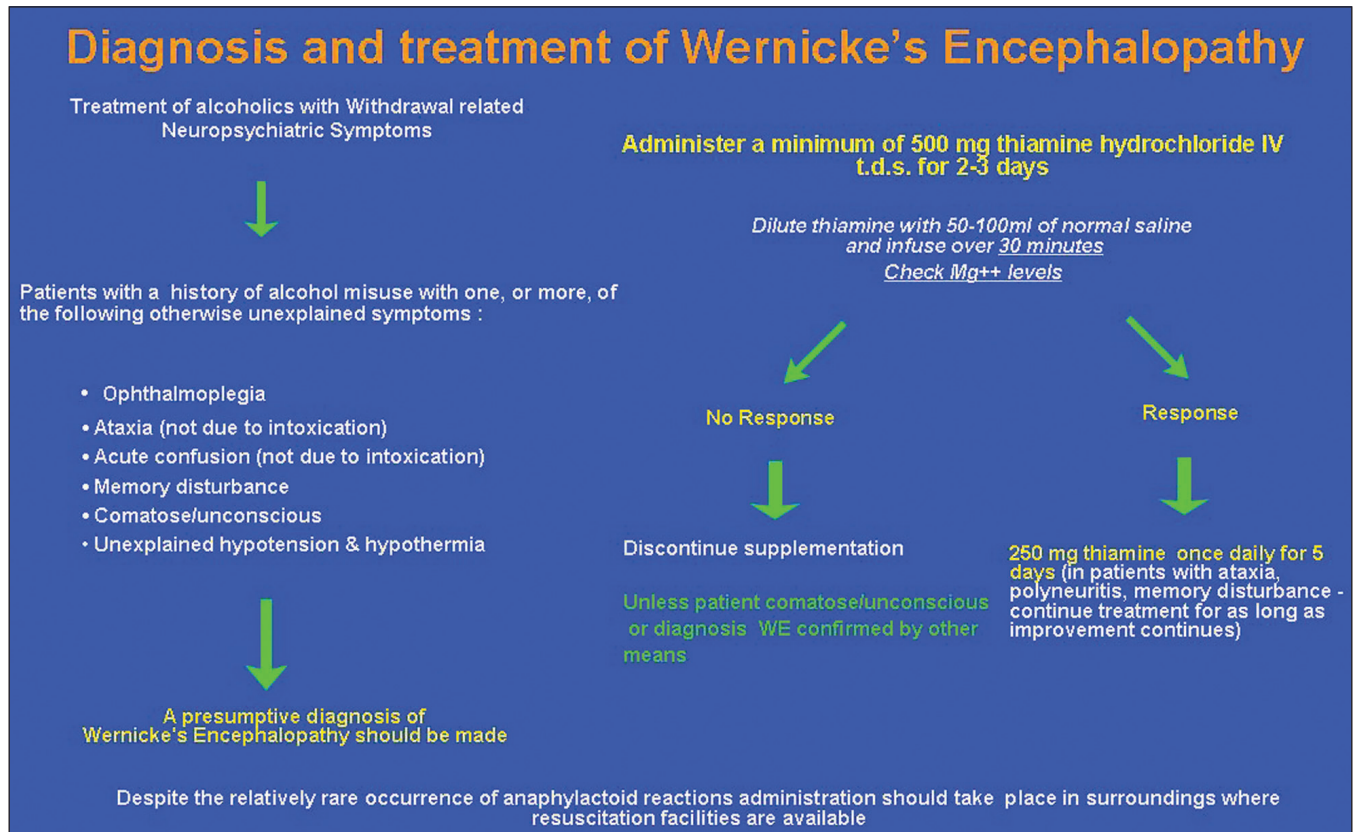 Diagnosis and treatment of Wernicke's Encephalopathy
Treatment of alcoholics with Withdrawal related
Neuropsychiatric Symptoms
Patients with a history of alcohol misuse with one, or more, of
the following otherwise unexplained symptoms :
• Ophthalmoplegia
• Ataxia (not due to intoxication)
• Acute confusion (not due to intoxication)
• Memory disturbance
• Comatose/unconscious
• Unexplained hypotension & hypothermia
A presumptive diagnosis of
Wernicke's Encephalopathy should be made
Administer a minimum of 500 mg thiamine hydrochloride IV
t.d.s. for 2-3 days
Dilute thiamine with 50-100ml of normal saline
and infuse over 30 minutes
Check Mg++ levels
No Response
Discontinue supplementation
Unless patient comatose/unconscious
or diagnosis WE confirmed by other
means
Response
250 mg thiamine once daily for 5
days (in patients with ataxia,
polyneuritis, memory disturbance -
continue treatment for as long as
improvement continues)
Despite the relatively rare occurrence of anaphylactoid reactions administration should take place in surroundings where
resuscitation facilities are available